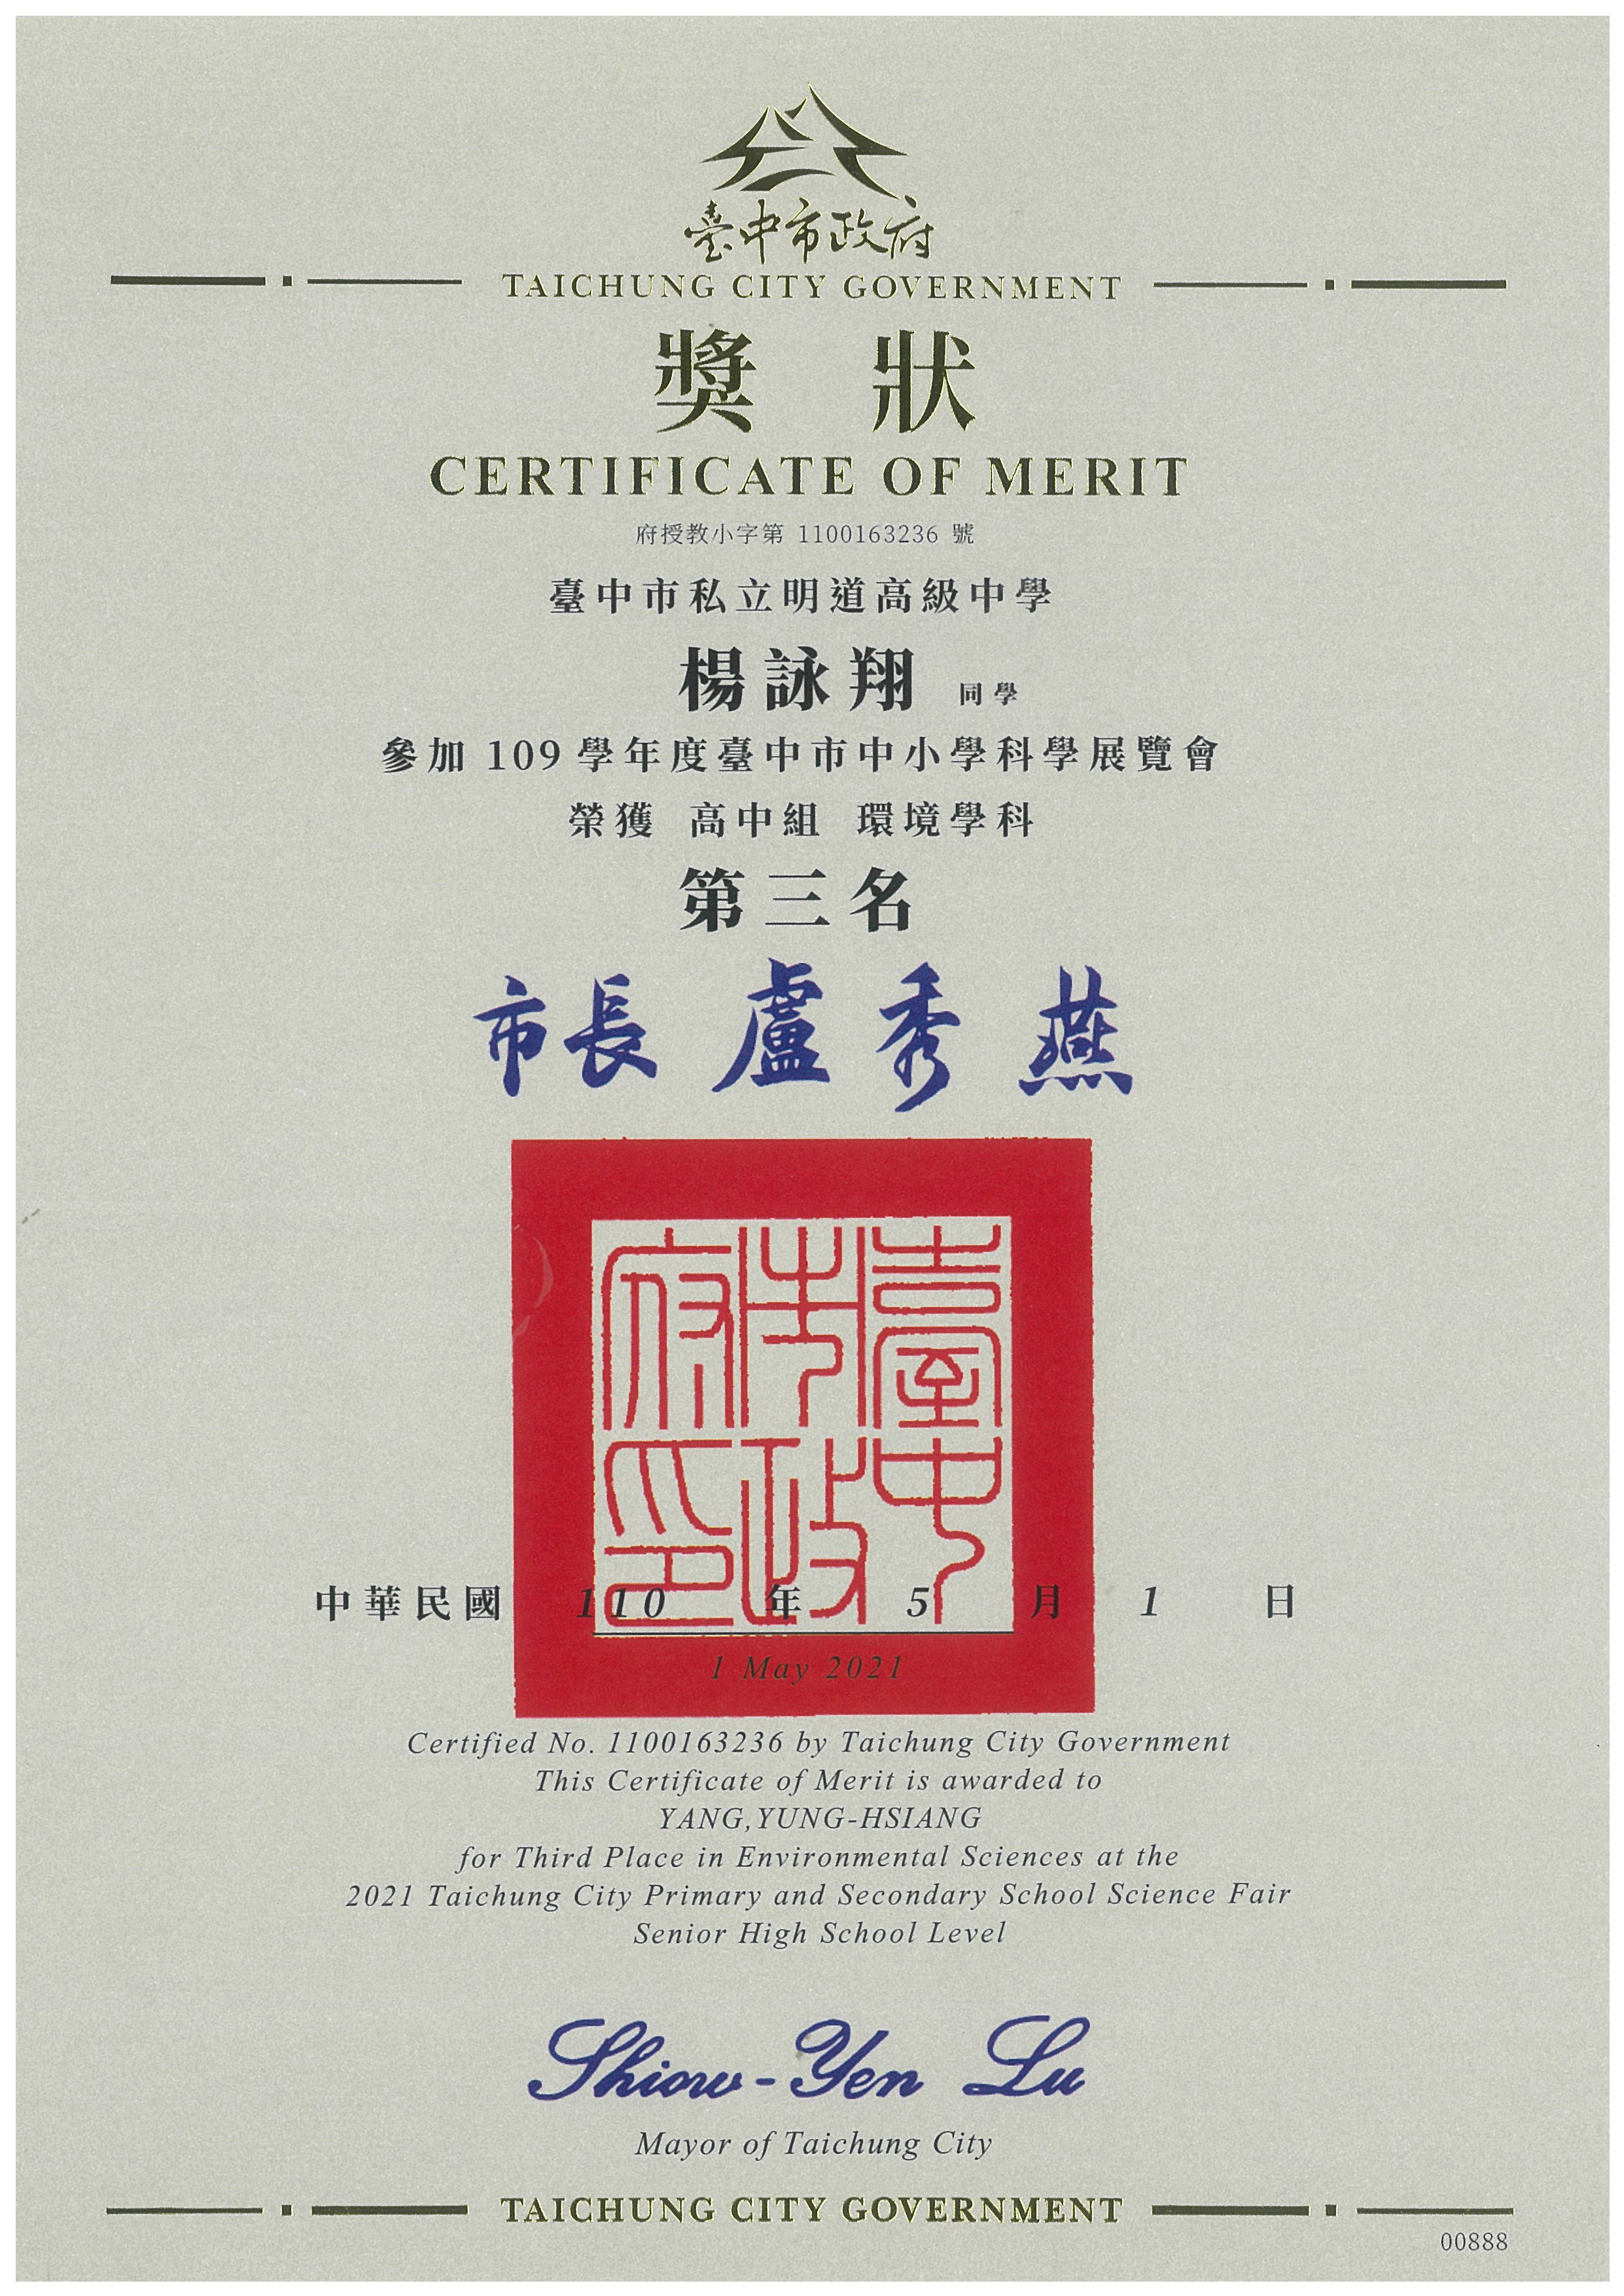 臺中市政府
TAICHUNG CITY GOVERNMENT
獎 狀
CERTIFICATE OF MERIT
府授教小字第 1100163236 號
臺中市私立明道高級中學
楊詠翔 同學
參加 109 學年度臺中市中小學科學展覽會
榮獲 高中組 環境學科
第三名
市長 盧秀燕
臺中市政府印
中華民國 110 年 5 月 1 日
1 May 2021
Certified No. 1100163236 by Taichung City Government
This Certificate of Merit is awarded to
YANG,YUNG-HSIANG
for Third Place in Environmental Sciences at the
2021 Taichung City Primary and Secondary School Science Fair
Senior High School Level
Shiow-Yen Lu
Mayor of Taichung City
TAICHUNG CITY GOVERNMENT
00888